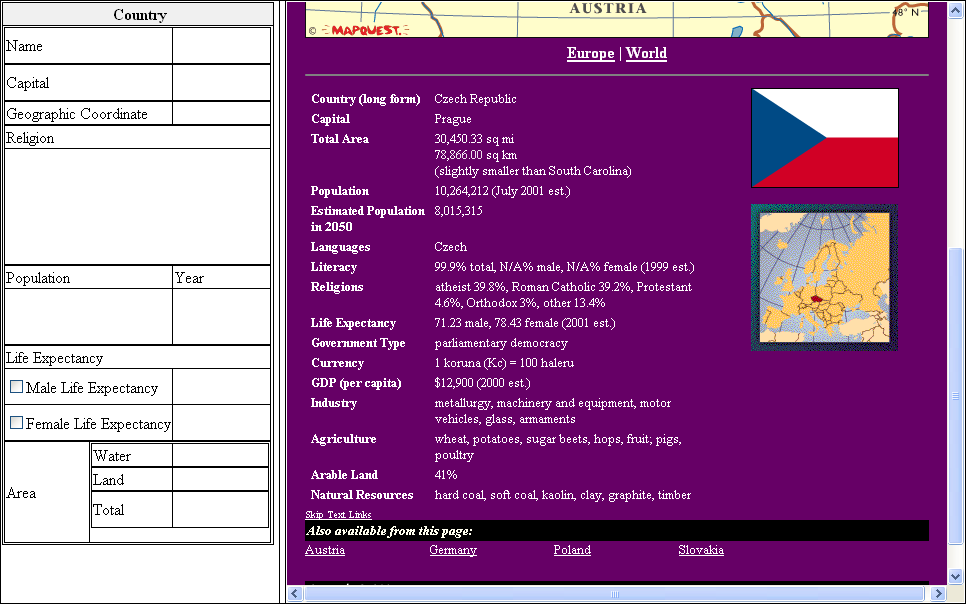 Country
Name
Capital
Geographic Coordinate
Religion
Population Year
Life Expectancy
Male Life Expectancy
Female Life Expectancy
Area
Water
Land
Total
AUSTRIA
48° N
© MAPQUEST.
Europe | World
Country (long form) Czech Republic
Capital Prague
Total Area 30,450.33 sq mi
78,866.00 sq km
(slightly smaller than South Carolina)
Population 10,264,212 (July 2001 est.)
Estimated Population 8,015,315
in 2050
Languages Czech
Literacy 99.9% total, N/A% male, N/A% female (1999 est.)
Religions atheist 39.8%, Roman Catholic 39.2%, Protestant
4.6%, Orthodox 3%, other 13.4%
Life Expectancy 71.23 male, 78.43 female (2001 est.)
Government Type parliamentary democracy
Currency 1 koruna (Kc) = 100 haleru
GDP (per capita) $12,900 (2000 est.)
Industry metallurgy, machinery and equipment, motor
vehicles, glass, armaments
Agriculture wheat, potatoes, sugar beets, hops, fruit; pigs,
poultry
Arable Land 41%
Natural Resources hard coal, soft coal, kaolin, clay, graphite, timber
Skip Text Links
Also available from this page:
Austria Germany Poland Slovakia